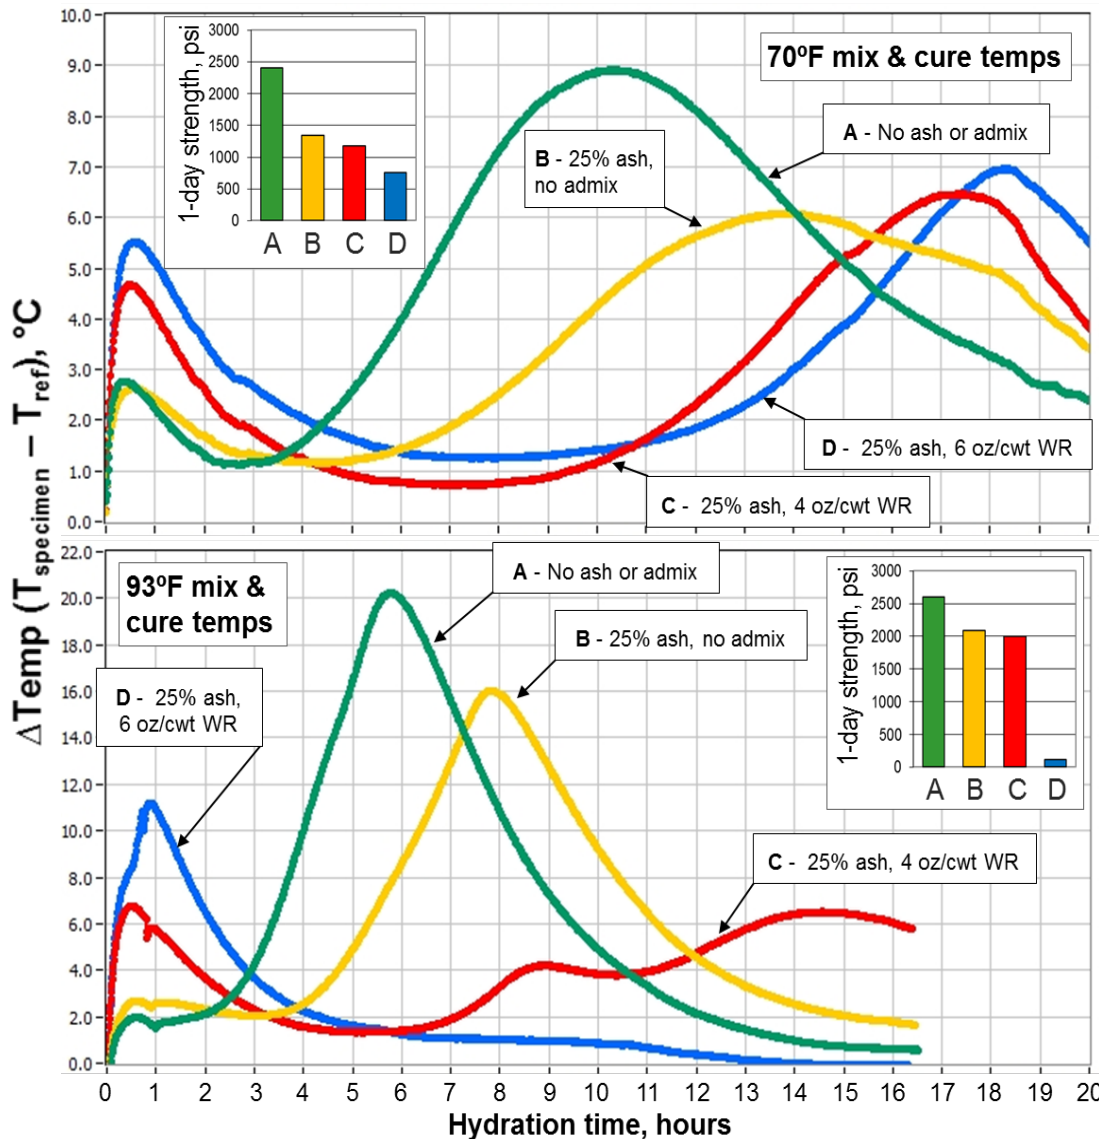 ΔTemp (Tspecimen – Tref), °C
10.0
9.0
8.0
7.0
6.0
5.0
4.0
3.0
2.0
1.0
0.0
1-day strength, psi
3000
2500
2000
1500
1000
500
0
A B C D
70ºF mix & cure temps
A - No ash or admix
B - 25% ash,
no admix
D - 25% ash, 6 oz/cwt WR
C - 25% ash, 4 oz/cwt WR
22.0
20.0
18.0
16.0
14.0
12.0
10.0
8.0
6.0
4.0
2.0
0.0
93ºF mix &
cure temps
A - No ash or admix
B - 25% ash, no admix
D - 25% ash,
6 oz/cwt WR
1-day strength, psi
3000
2500
2000
1500
1000
500
0
A B C D
C - 25% ash, 4 oz/cwt WR
0 1 2 3 4 5 6 7 8 9 10 11 12 13 14 15 16 17 18 19 20
Hydration time, hours